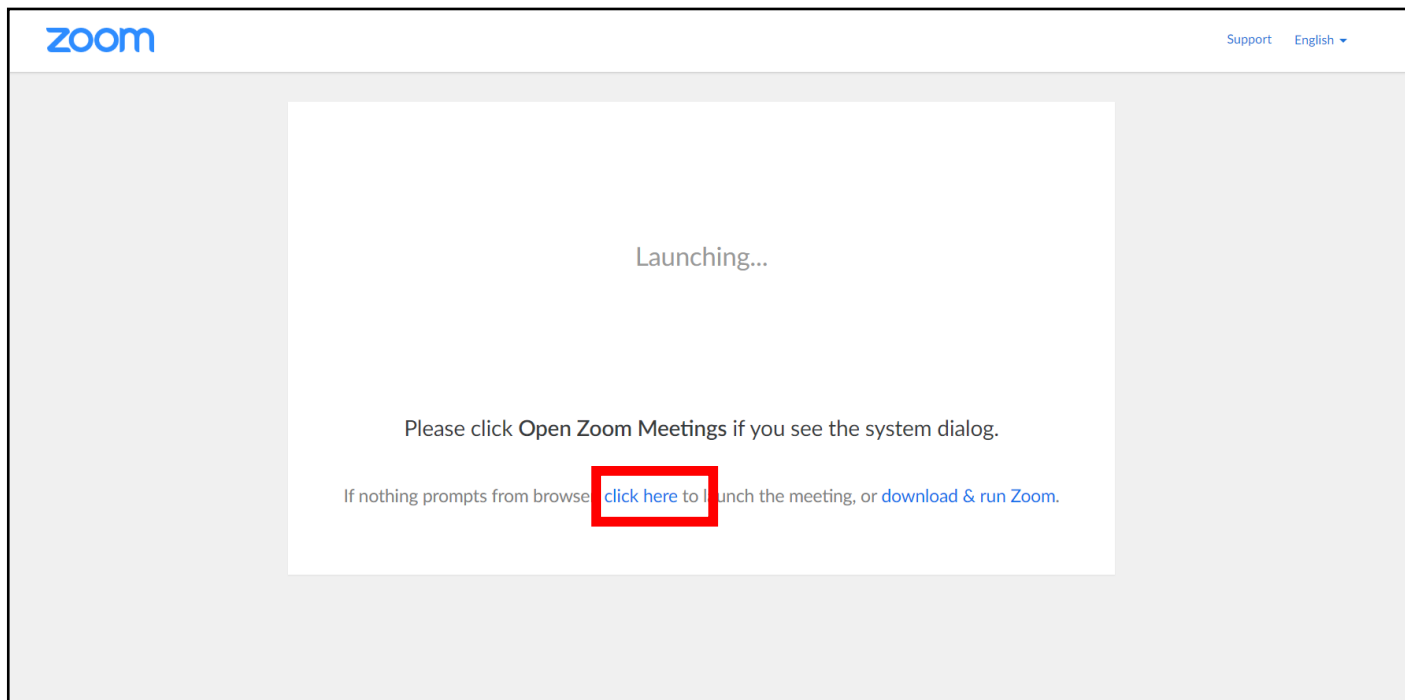 zoom
Support English
Launching...
Please click Open Zoom Meetings if you see the system dialog.
If nothing prompts from browse click here to launch the meeting, or download & run Zoom.